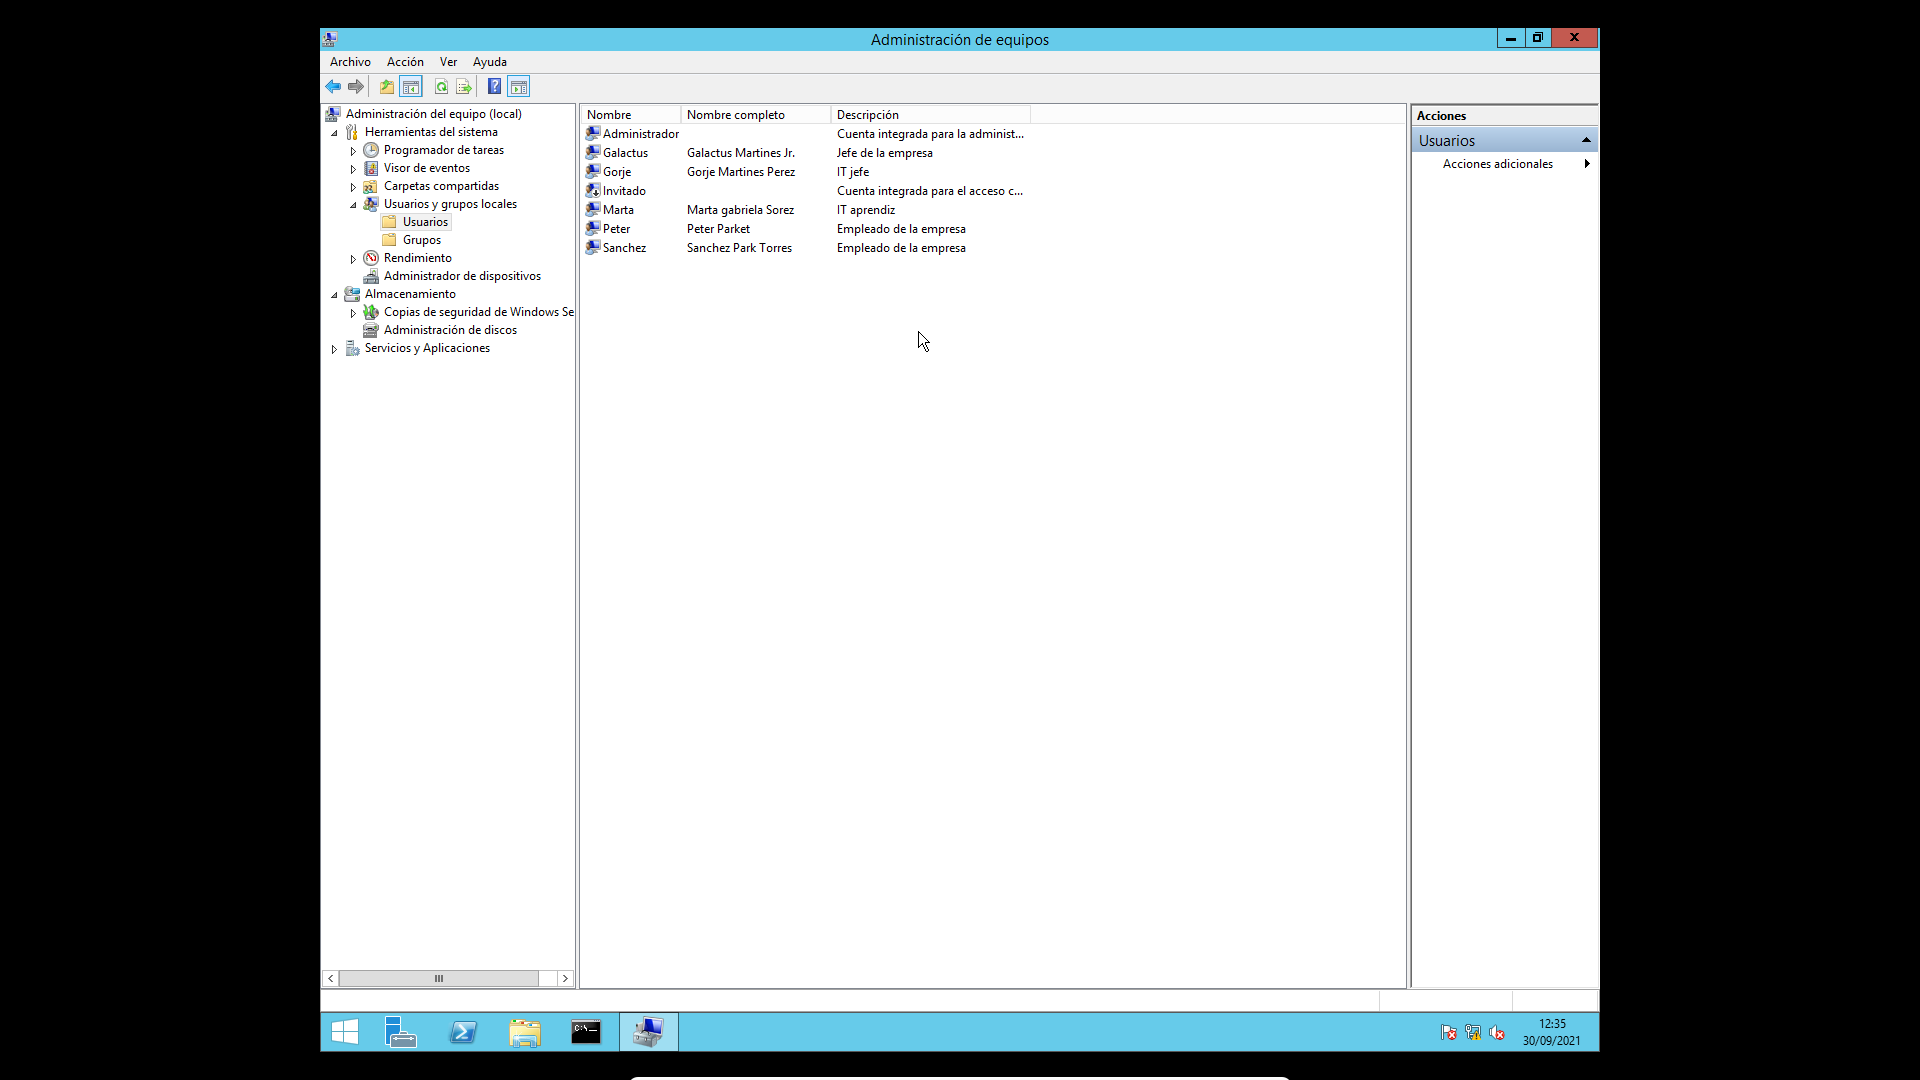 Administración de equipos
Archivo Acción Ver Ayuda
Administración del equipo (local)
Herramientas del sistema
Programador de tareas
Visor de eventos
Carpetas compartidas
Usuarios y grupos locales
Usuarios
Grupos
Rendimiento
Administrador de dispositivos
Almacenamiento
Copias de seguridad de Windows Se
Administración de discos
Servicios y Aplicaciones
Nombre Nombre completo Descripción
Administrador Cuenta integrada para la administ...
Galactus Galactus Martines Jr. Jefe de la empresa
Gorje Gorje Martines Perez IT jefe
Invitado Cuenta integrada para el acceso c...
Marta Marta gabriela Sorez IT aprendiz
Peter Peter Parket Empleado de la empresa
Sanchez Sanchez Park Torres Empleado de la empresa
Acciones
Usuarios
Acciones adicionales
C:\_
12:35
30/09/2021